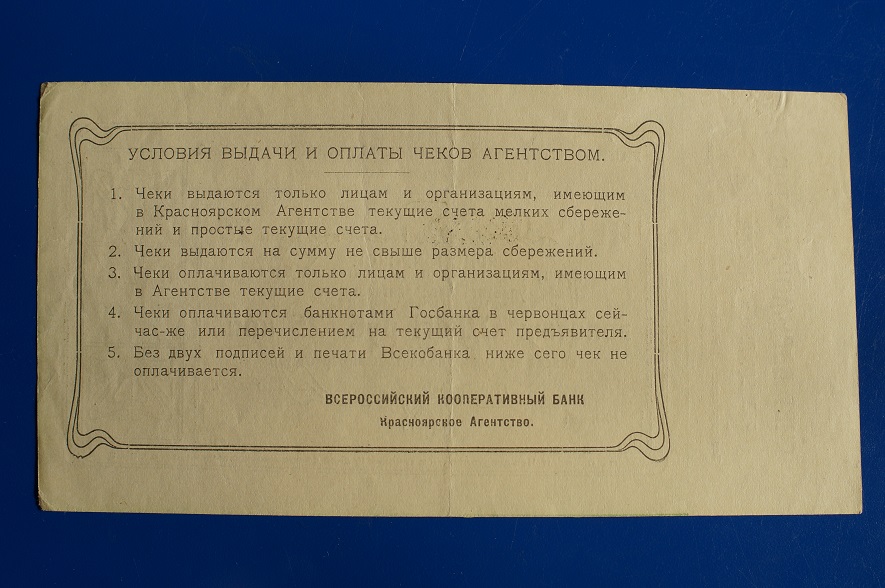 УСЛОВИЯ ВЫДАЧИ И ОПЛАТЫ ЧЕКОВ АГЕНТСТВОМ.
1. Чеки выдаются только лицам и организациям, имеющим
в Красноярском Агентстве текущие счета мелких сбереже-
ний и простые текущие счета.
2. Чеки выдаются на сумму не свыше размера сбережений.
3. Чеки оплачиваются только лицам и организациям, имеющим
в Агентстве текущие счета.
4. Чеки оплачиваются банкнотами Госбанка в червонцах сей-
час-же или перечислением на текущий счет предъявителя.
5. Без двух подписей и печати Всекобанка ниже сего чек не
оплачивается.
ВСЕРОССИЙСКИЙ КООПЕРАТИВНЫЙ БАНК
Красноярское Агентство.